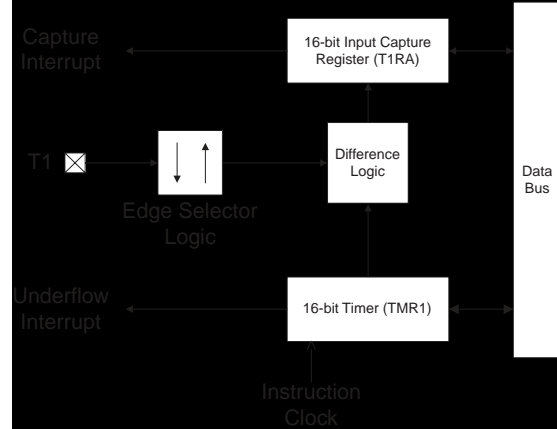 Capture
Interrupt
16-bit Input Capture
Register (T1RA)
T1
Edge Selector
Logic
Difference
Logic
Data
Bus
Underflow
Interrupt
16-bit Timer (TMR1)
Instruction
Clock